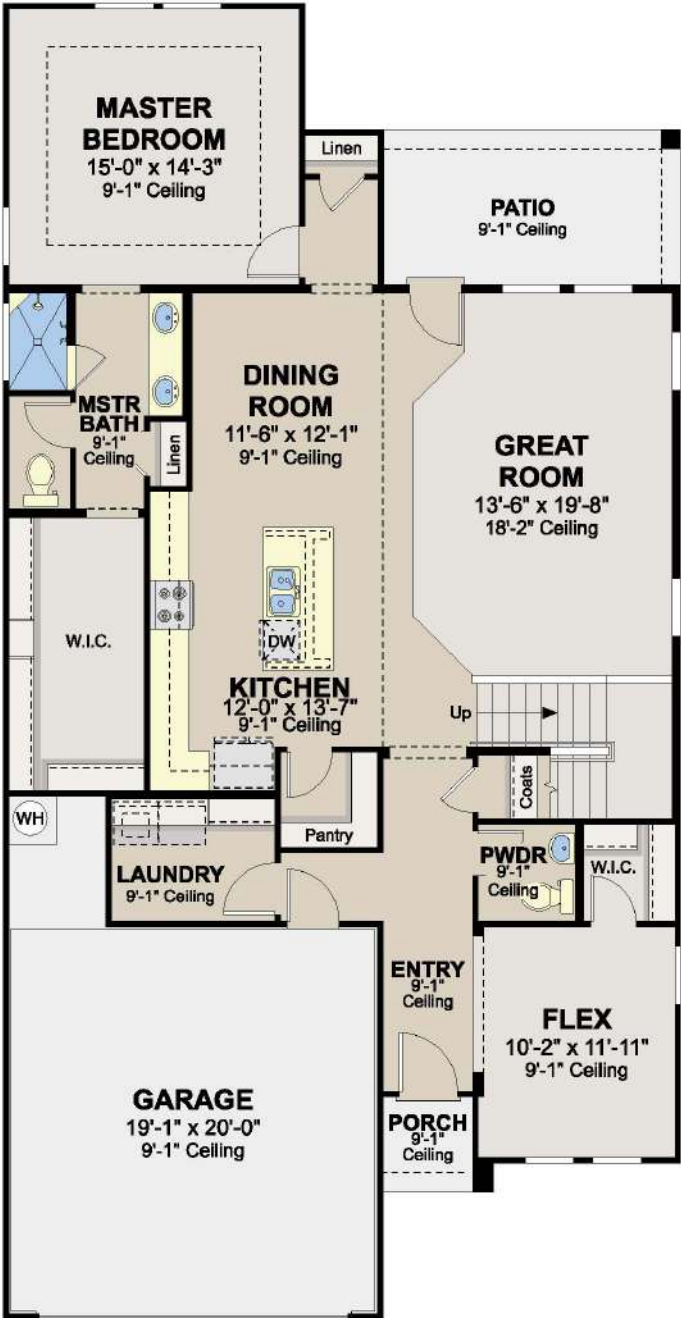 MASTER
BEDROOM
15'-0" x 14'-3"
9'-1" Ceiling
Linen
PATIO
9'-1" Ceiling
MSTR
BATH
9'-1"
Ceiling
Linen
DINING
ROOM
11'-6" x 12'-1"
9'-1" Ceiling
GREAT
ROOM
13'-6" x 19'-8"
18'-2" Ceiling
W.I.C.
DW
KITCHEN
12'-0" x 13'-7"
9'-1" Ceiling
Up
Coats
WH
Pantry
LAUNDRY
9'-1" Ceiling
PWDR
9'-1"
Ceiling
W.I.C.
ENTRY
9'-1"
Ceiling
FLEX
10'-2" x 11'-11"
9'-1" Ceiling
GARAGE
19'-1" x 20'-0"
9'-1" Ceiling
PORCH
9'-1"
Ceiling